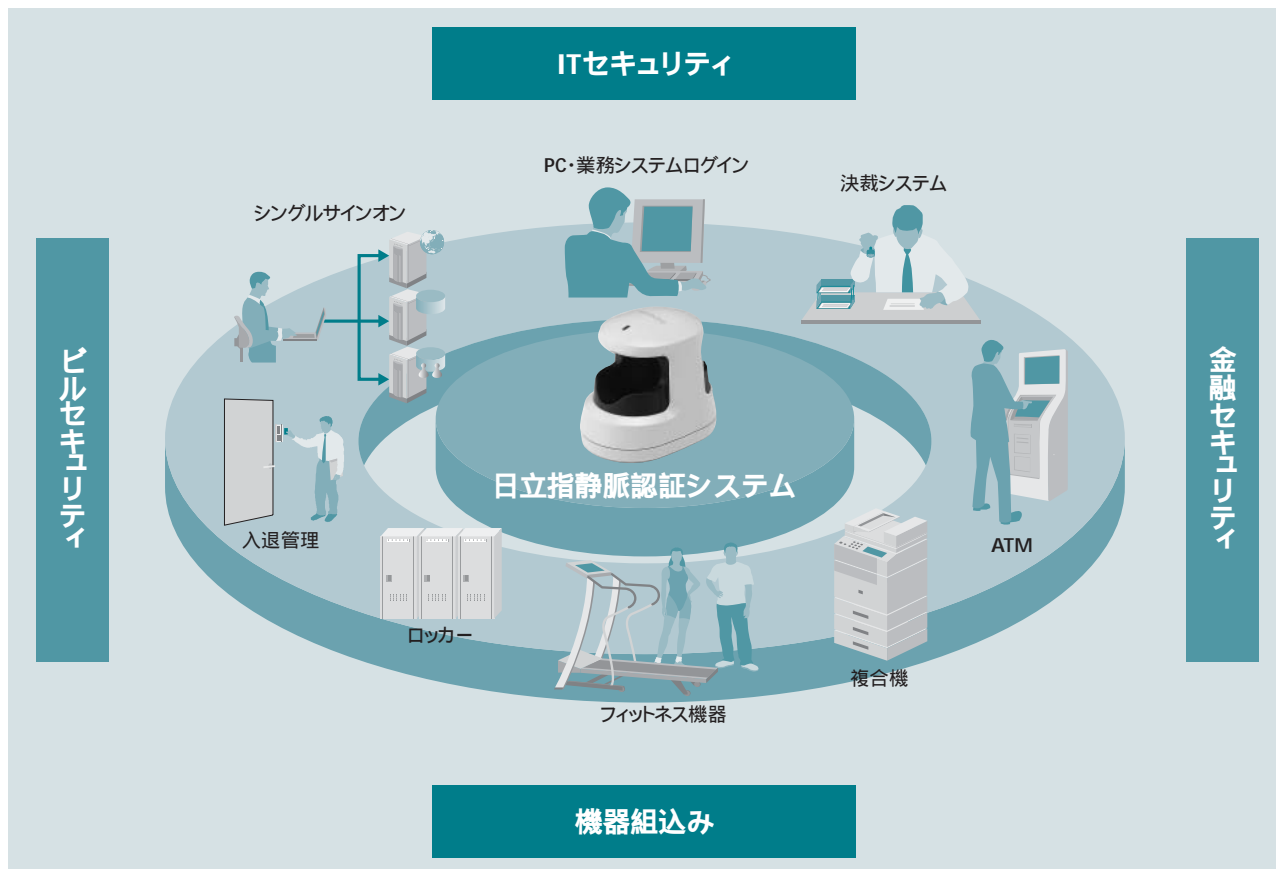 ITセキュリティ
PC・業務システムログイン
決裁システム
シングルサインオン
ビルセキュリティ
金融セキュリティ
日立指静脈認証システム
入退管理
ATM
ロッカー
複合機
フィットネス機器
機器組込み